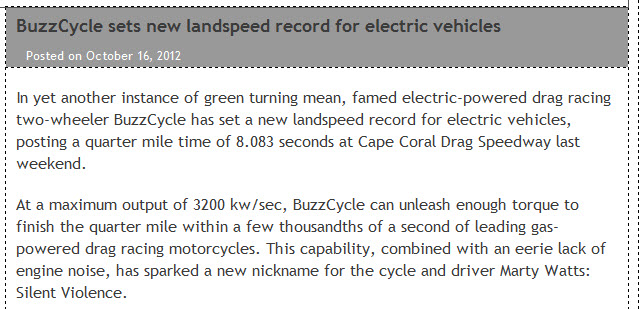 BuzzCycle sets new landspeed record for electric vehicles
Posted on October 16, 2012
In yet another instance of green turning mean, famed electric-powered drag racing
two-wheeler BuzzCycle has set a new landspeed record for electric vehicles,
posting a quarter mile time of 8.083 seconds at Cape Coral Drag Speedway last
weekend.
At a maximum output of 3200 kw/sec, BuzzCycle can unleash enough torque to
finish the quarter mile within a few thousandths of a second of leading gas-
powered drag racing motorcycles. This capability, combined with an eerie lack of
engine noise, has sparked a new nickname for the cycle and driver Marty Watts:
Silent Violence.